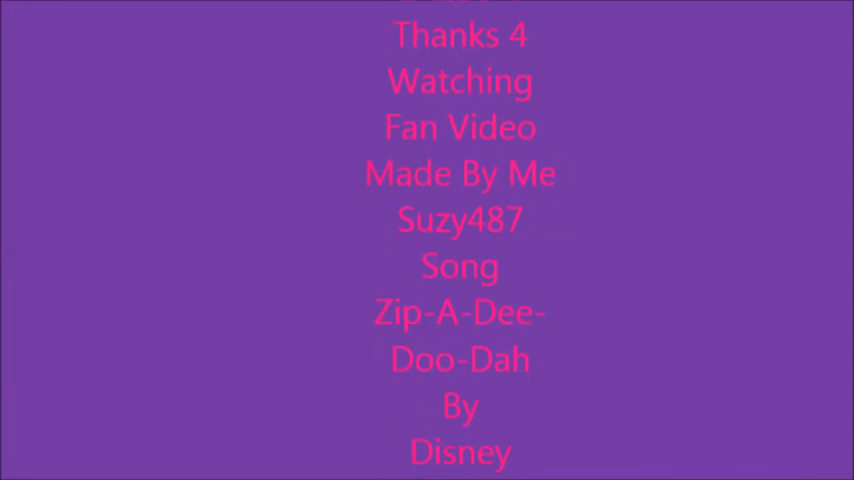 Thanks 4
Watching
Fan Video
Made By Me
Suzy487
Song
Zip-A-Dee-
Doo-Dah
By
Disney